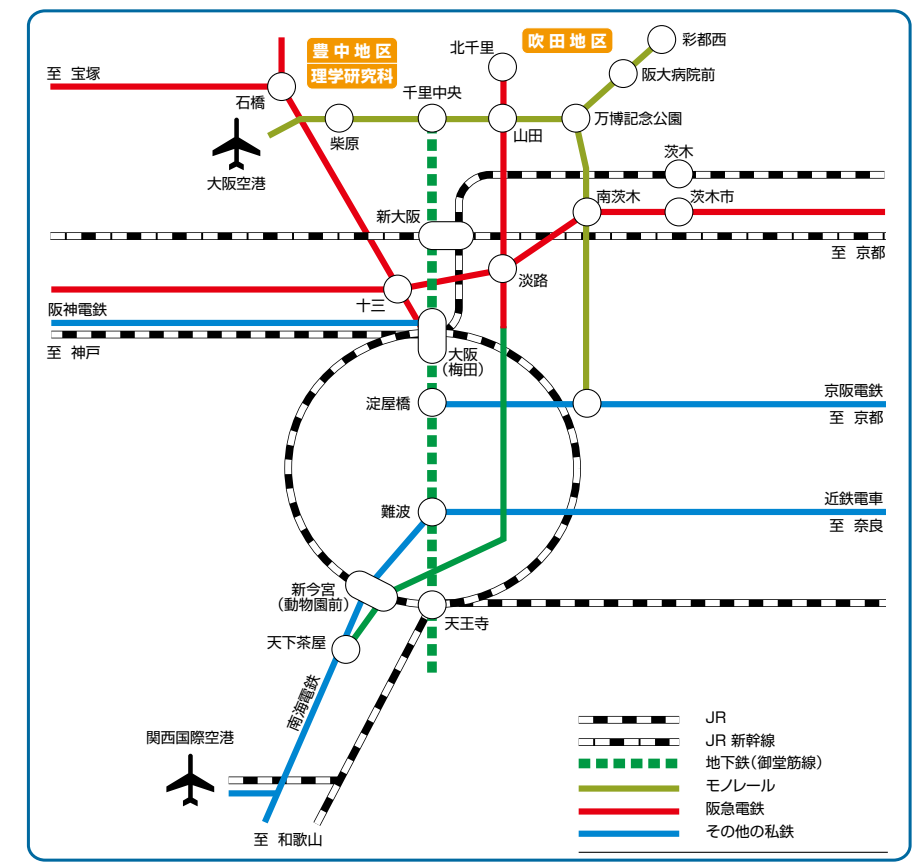 豊中地区
理学研究科
吹田地区
北千里
彩都西
至 宝塚
石橋
千里中央
阪大病院前
柴原
山田
万博記念公園
大阪空港
茨木
新大阪
南茨木
茨木市
至 京都
十三
淡路
阪神電鉄
至 神戸
大阪
(梅田)
淀屋橋
京阪電鉄
至 京都
難波
近鉄電車
至 奈良
新今宮
(動物園前)
天王寺
天下茶屋
南海電鉄
関西国際空港
至 和歌山
JR
JR 新幹線
地下鉄(御堂筋線)
モノレール
阪急電鉄
その他の私鉄